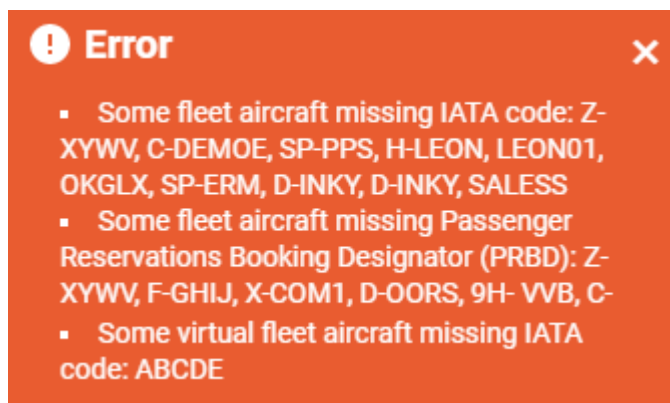 Error
Some fleet aircraft missing IATA code: Z-
XYWV, C-DEMOE, SP-PPS, H-LEON, LEON01,
OKGLX, SP-ERM, D-INKY, D-INKY, SALESS
Some fleet aircraft missing Passenger
Reservations Booking Designator (PRBD): Z-
XYWV, F-GHIJ, X-COM1, D-OORS, 9H- VVB, C-
Some virtual fleet aircraft missing IATA
code: ABCDE